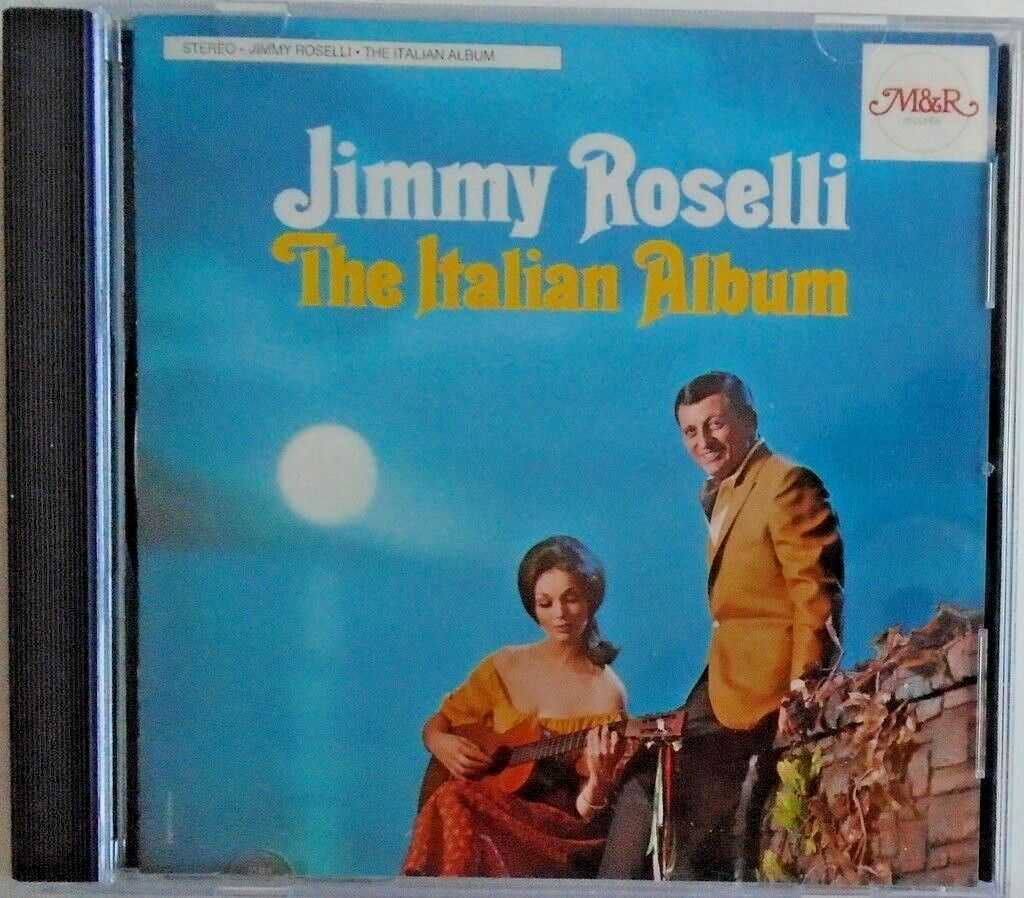 STEREO • JIMMY ROSELLI • THE ITALIAN ALBUM
M&R
Jimmy Roselli
The Italian Album